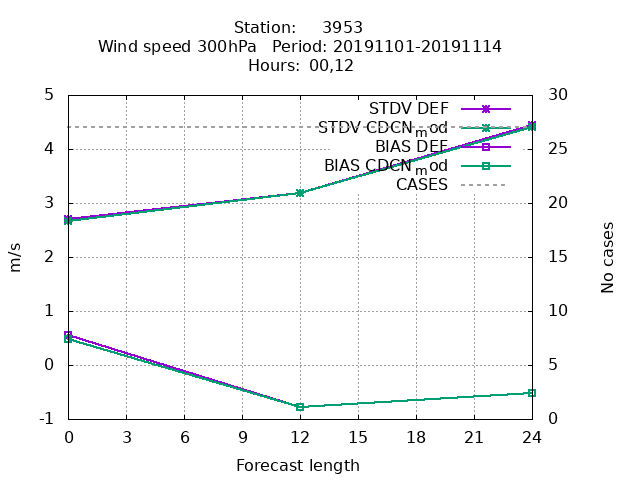 Station: 3953
Wind speed 300hPa Period: 20191101-20191114
Hours: 00,12
5
4
3
2
1
0
-1
m/s
30
25
20
15
10
5
0
No cases
STDV DEF
STDV CDCN_mod
BIAS DEF
BIAS CDCN_mod
CASES
0 3 6 9 12 15 18 21 24
Forecast length